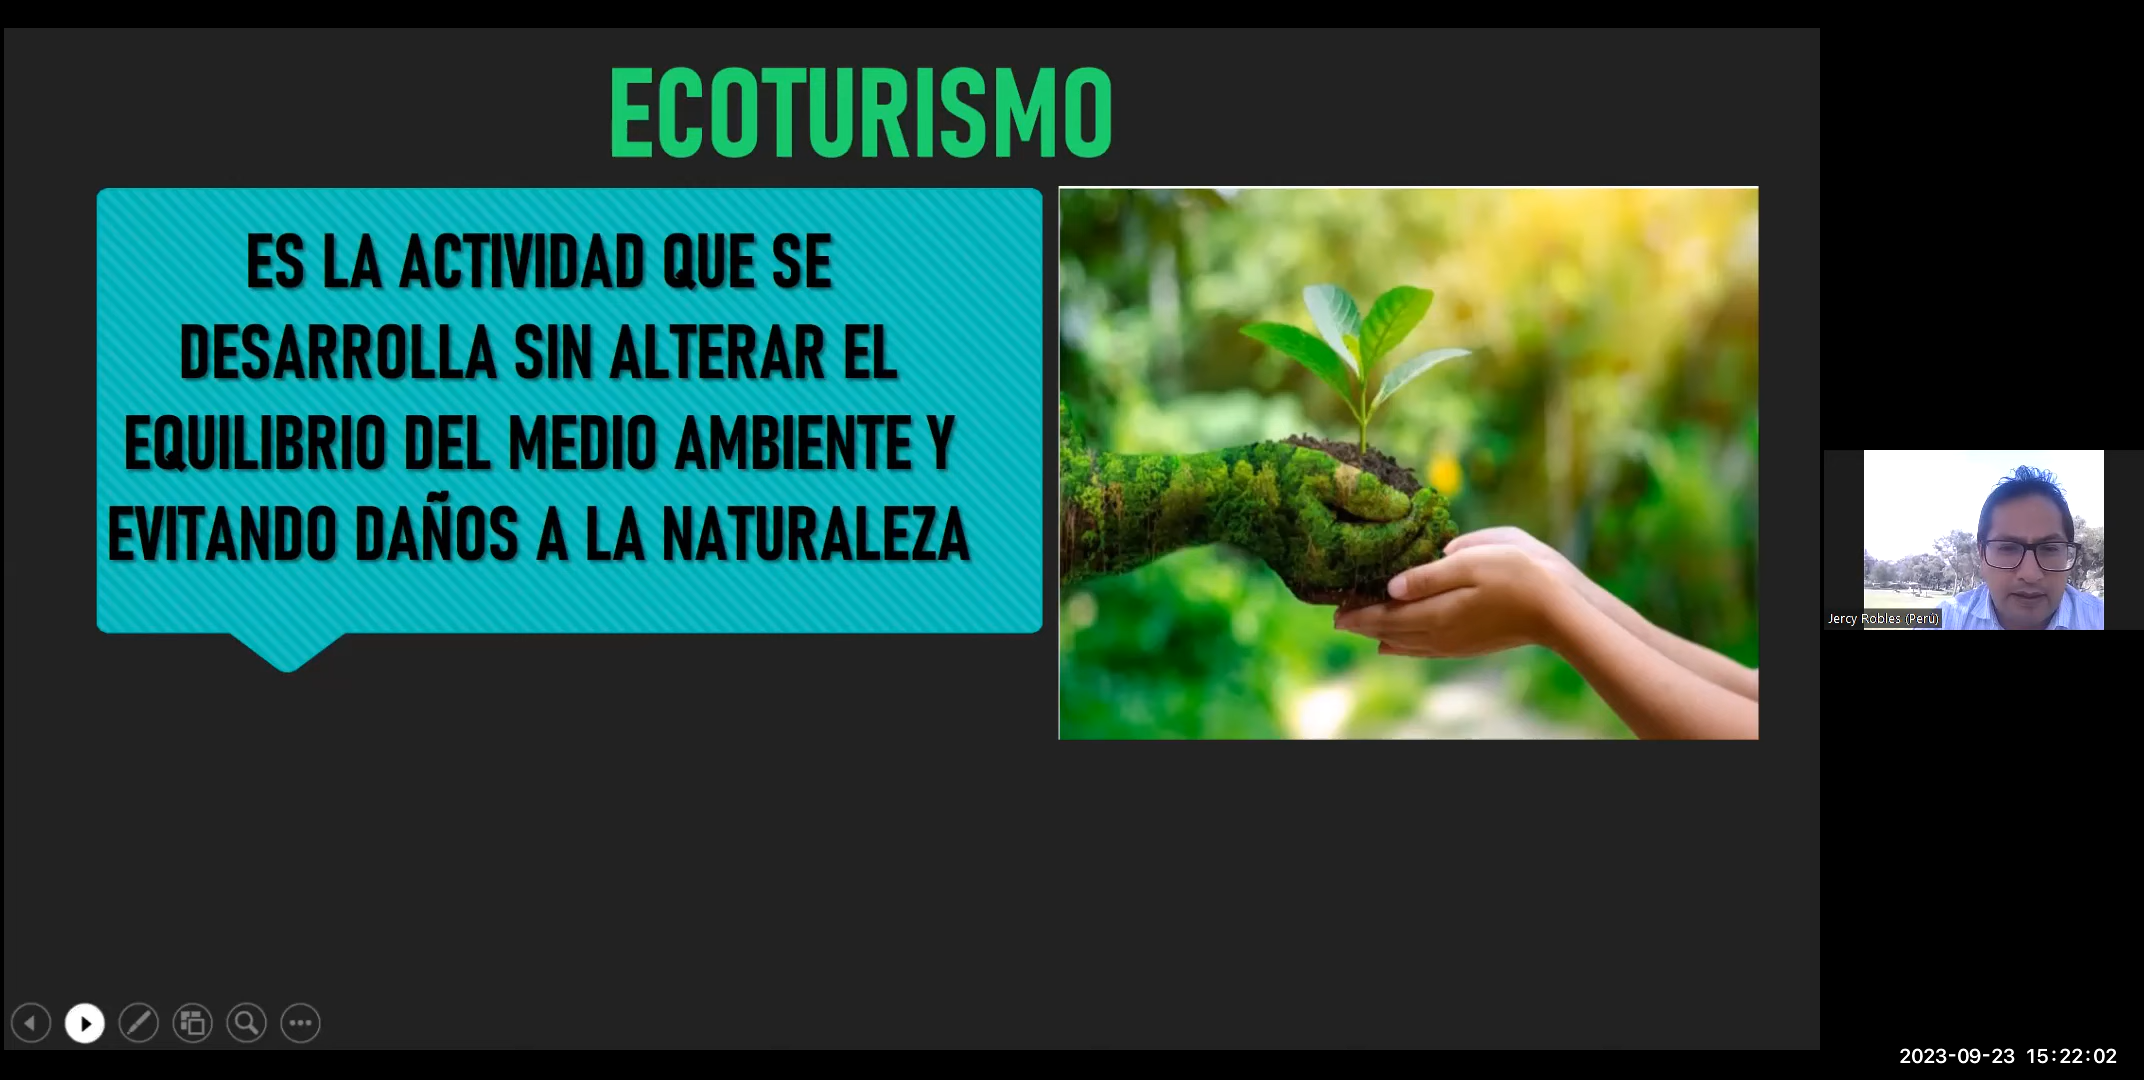 ECOTURISMO
ES LA ACTIVIDAD QUE SE
DESARROLLA SIN ALTERAR EL
EQUILIBRIO DEL MEDIO AMBIENTE Y
EVITANDO DAÑOS A LA NATURALEZA
Jercy Robles (Perú)
2023-09-23 15:22:02